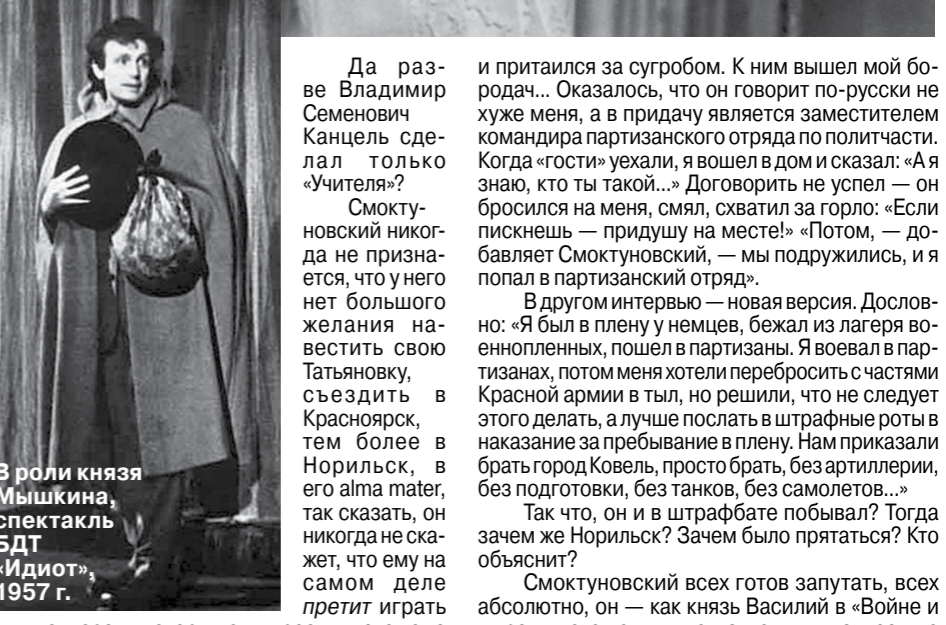 В роли князя
Мышкина,
спектакль
БДТ
«Идиот»,
1957 г.
Да раз-
ве Владимир
Семенович
Канцель сде-
лал только
«Учителя»?
Смокту-
новский никог-
да не призна-
ется, что у него
нет большого
желания на-
вестить свою
Татьяновку,
съездить в
Красноярск,
тем более в
Норильск, в
его alma mater,
так сказать, он
никогда не ска-
жет, что ему на
самом деле
претит играть
и притаился за сугробом. К ним вышел мой бо-
родач... Оказалось, что он говорит по-русски не
хуже меня, а в придачу является заместителем
командира партизанского отряда по политчасти.
Когда «гости» уехали, я вошел в дом и сказал: «А я
знаю, кто ты такой...» Договорить не успел — он
бросился на меня, смял, схватил за горло: «Если
пискнешь — придушу на месте!» «Потом, — до-
бавляет Смоктуновский, — мы подружились, и я
попал в партизанский отряд».
В другом интервью — новая версия. Дослов-
но: «Я был в плену у немцев, бежал из лагеря во-
еннопленных, пошел в партизаны. Я воевал в пар-
тизанах, потом меня хотели перебросить с частями
Красной армии в тыл, но решили, что не следует
этого делать, а лучше послать в штрафные роты в
наказание за пребывание в плену. Нам приказали
брать город Ковель, просто брать, без артиллерии,
без подготовки, без танков, без самолетов...»
Так что, он и в штрафбате побывал? Тогда
зачем же Норильск? Зачем было прятаться? Кто
объяснит?
Смоктуновский всех готов запутать, всех
абсолютно, он — как князь Василий в «Войне и